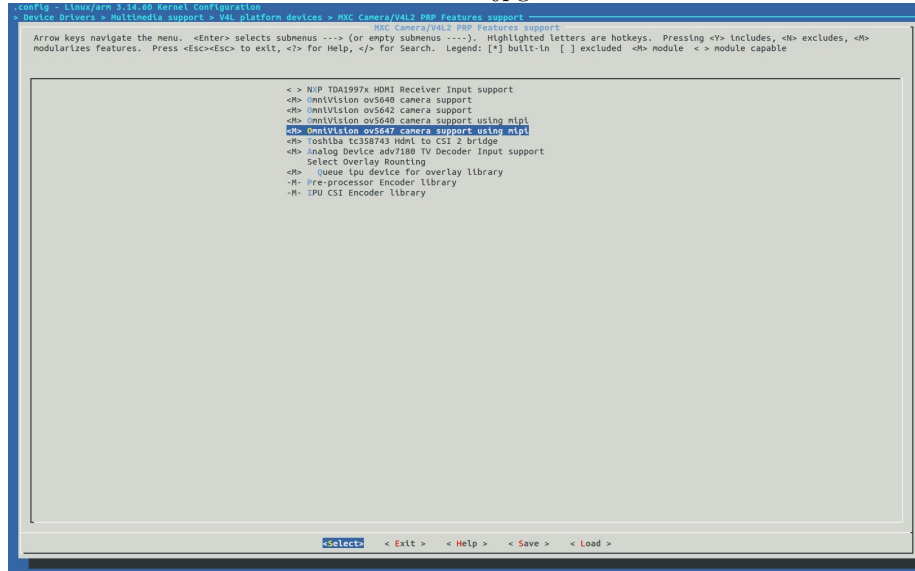 .config - Linux/arm 3.14.60 Kernel Configuration
> Device Drivers > Multimedia support > V4L platform devices > MXC Camera/V4L2 PRP Features support
MXC Camera/V4L2 PRP Features support
Arrow keys navigate the menu.  <Enter> selects submenus ---> (or empty submenus ----).  Highlighted letters are hotkeys.  Pressing <Y> includes, <N> excludes, <M>
modularizes features.  Press <Esc><Esc> to exit, <?> for Help, </> for Search.  Legend: [*] built-in  [ ] excluded  <M> module  < > module capable
< > NXP TDA1997x HDMI Receiver Input support
<M> OmniVision ov5640 camera support
<M> OmniVision ov5642 camera support
<M> OmniVision ov5640 camera support using mipi
<M> OmniVision ov5647 camera support using mipi
<M> Toshiba tc358743 Hdmi to CSI 2 bridge
<M> Analog Device adv7180 TV Decoder Input support
Select Overlay Rounting
<M>   Queue ipu device for overlay library
-M- Pre-processor Encoder library
-M- IPU CSI Encoder library
<Select>    < Exit >    < Help >    < Save >    < Load >